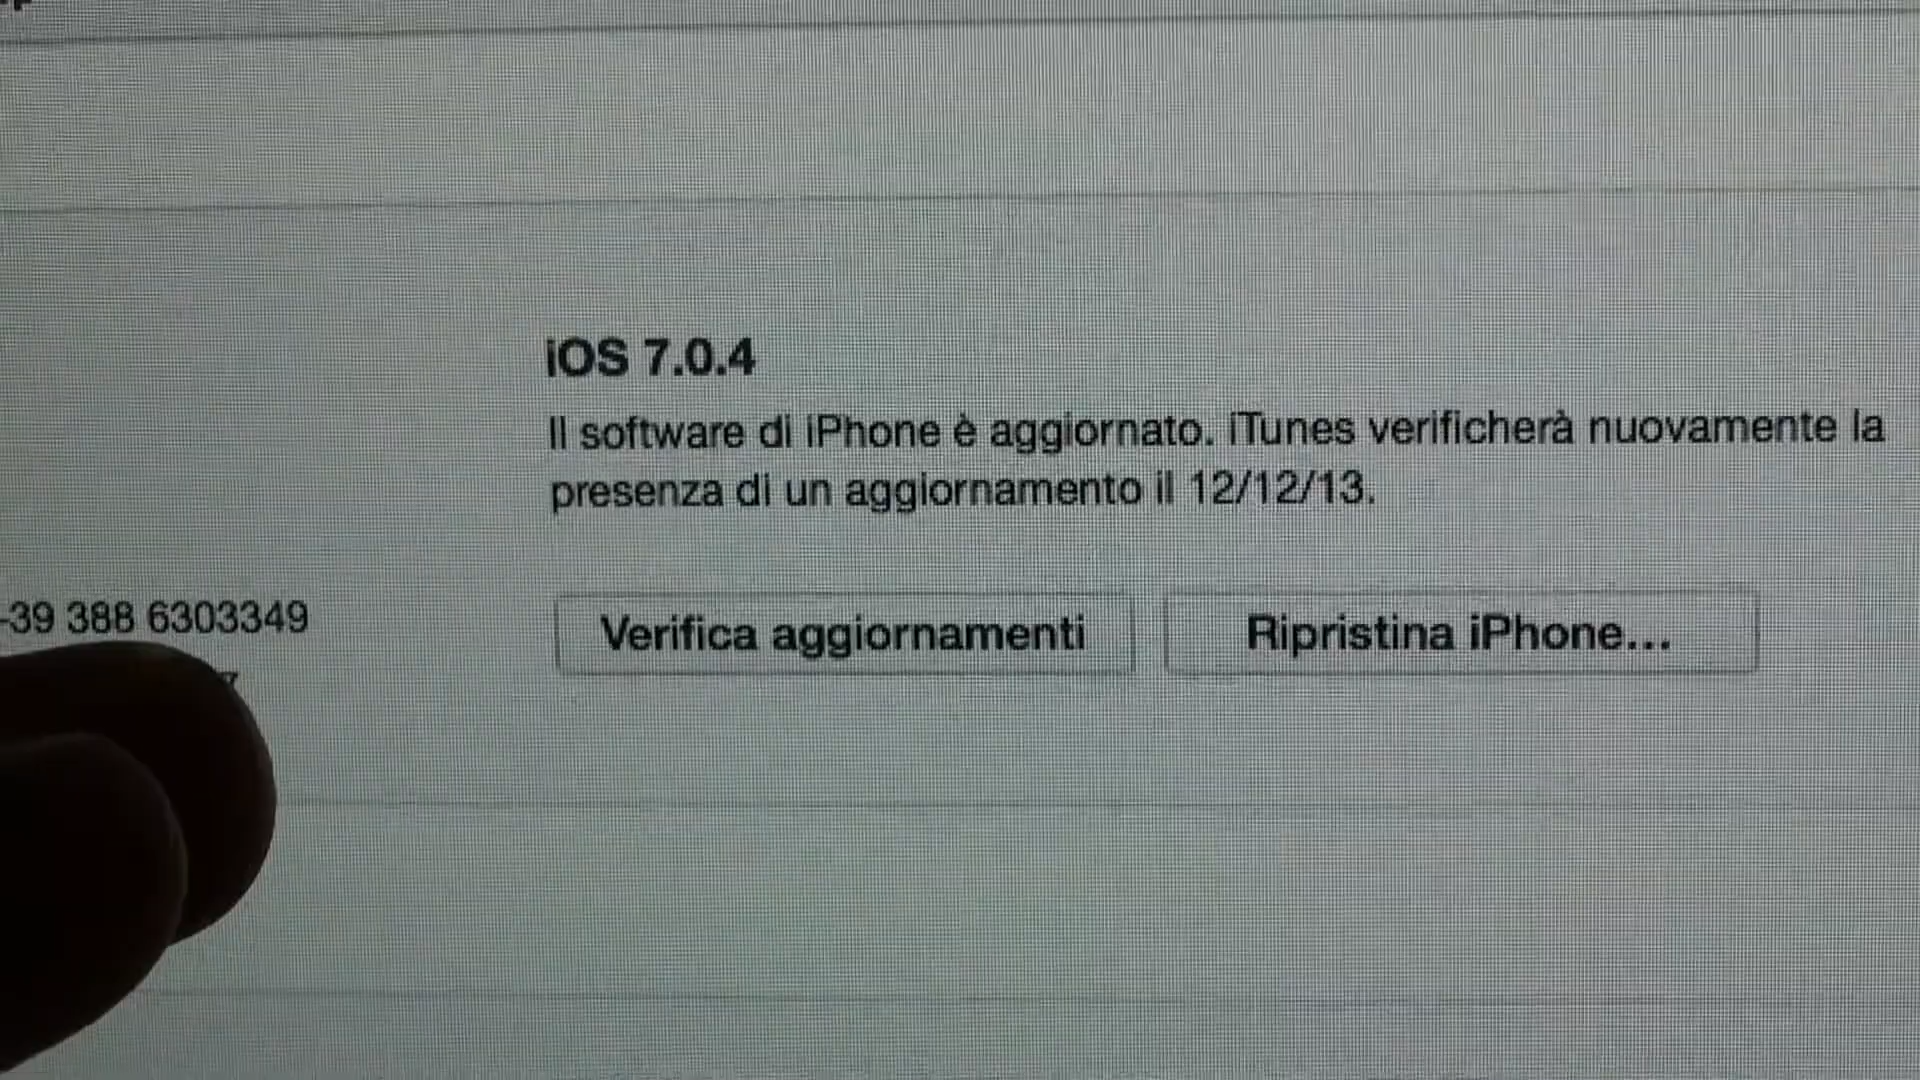 iOS 7.0.4
Il software di iPhone è aggiornato. iTunes verificherà nuovamente la
presenza di un aggiornamento il 12/12/13.
39 388 6303349
Verifica aggiornamenti
Ripristina iPhone...